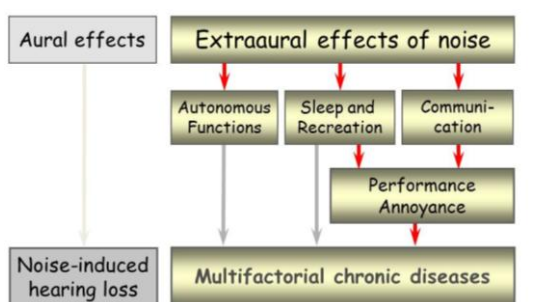 Aural effects
Extraaural effects of noise
Autonomous
Functions
Sleep and
Recreation
Communi-
cation
Performance
Annoyance
Noise-induced
hearing loss
Multifactorial chronic diseases